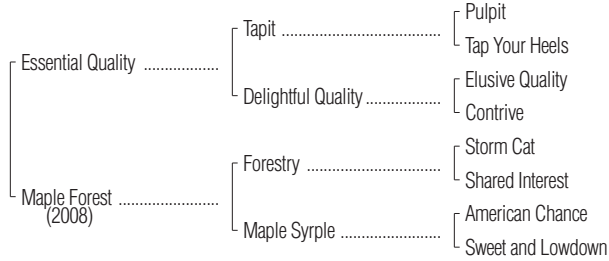 Pulpit
Tapit ........................................
Tap Your Heels
Essential Quality ......................
Elusive Quality
Delightful Quality ......................
Contrive
Storm Cat
Forestry ........................................
Shared Interest
Maple Forest .............................
(2008)
American Chance
Maple Syrple .............................
Sweet and Lowdown